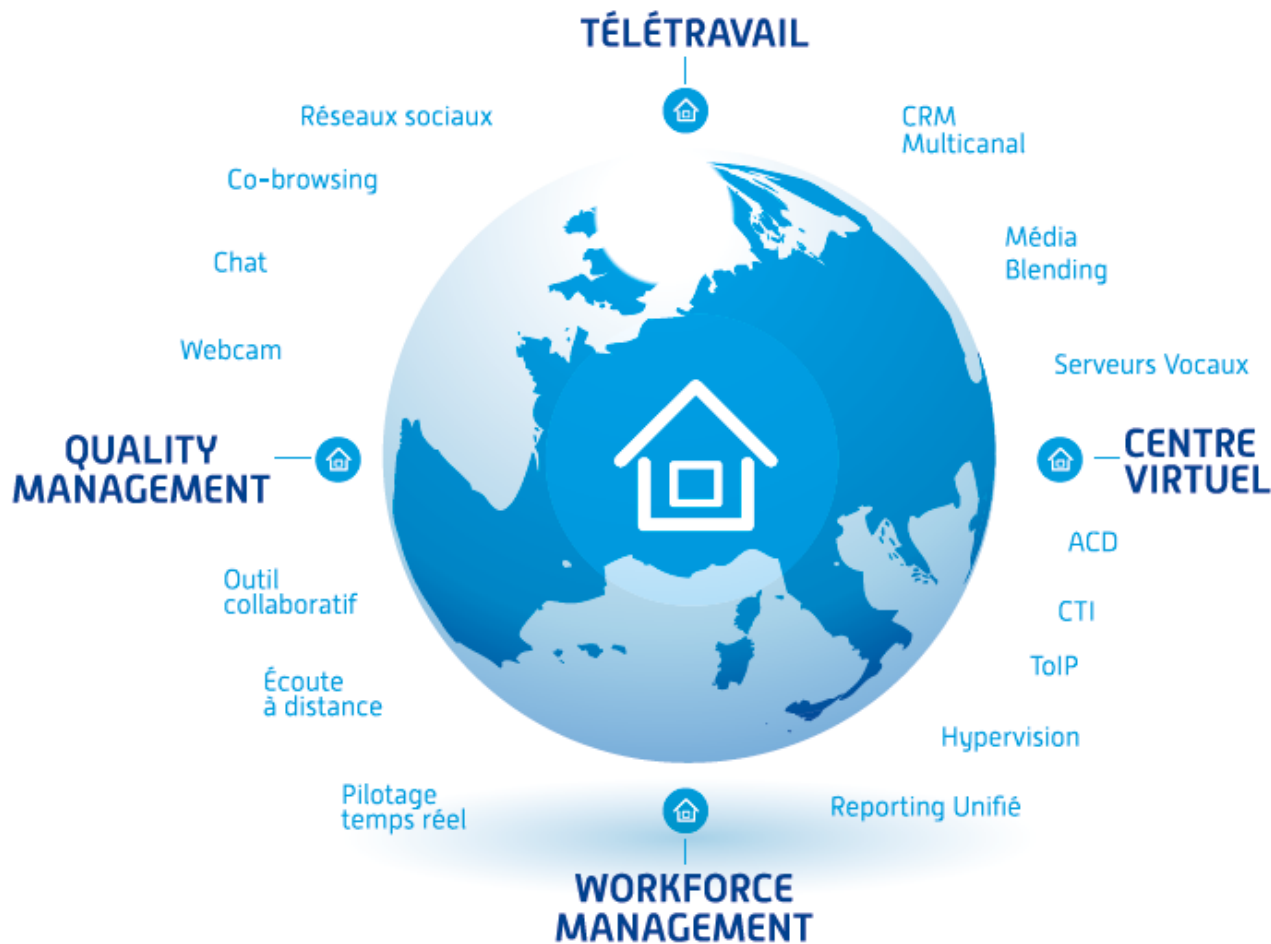 TÉLÉTRAVAIL
Réseaux sociaux
CRM
Multicanal
Co-browsing
Média
Blending
Chat
Webcam
Serveurs Vocaux
QUALITY
MANAGEMENT
CENTRE
VIRTUEL
ACD
Outil
collaboratif
CTI
ToIP
Écoute
à distance
Hypervision
Pilotage
temps réel
Reporting Unifié
WORKFORCE
MANAGEMENT